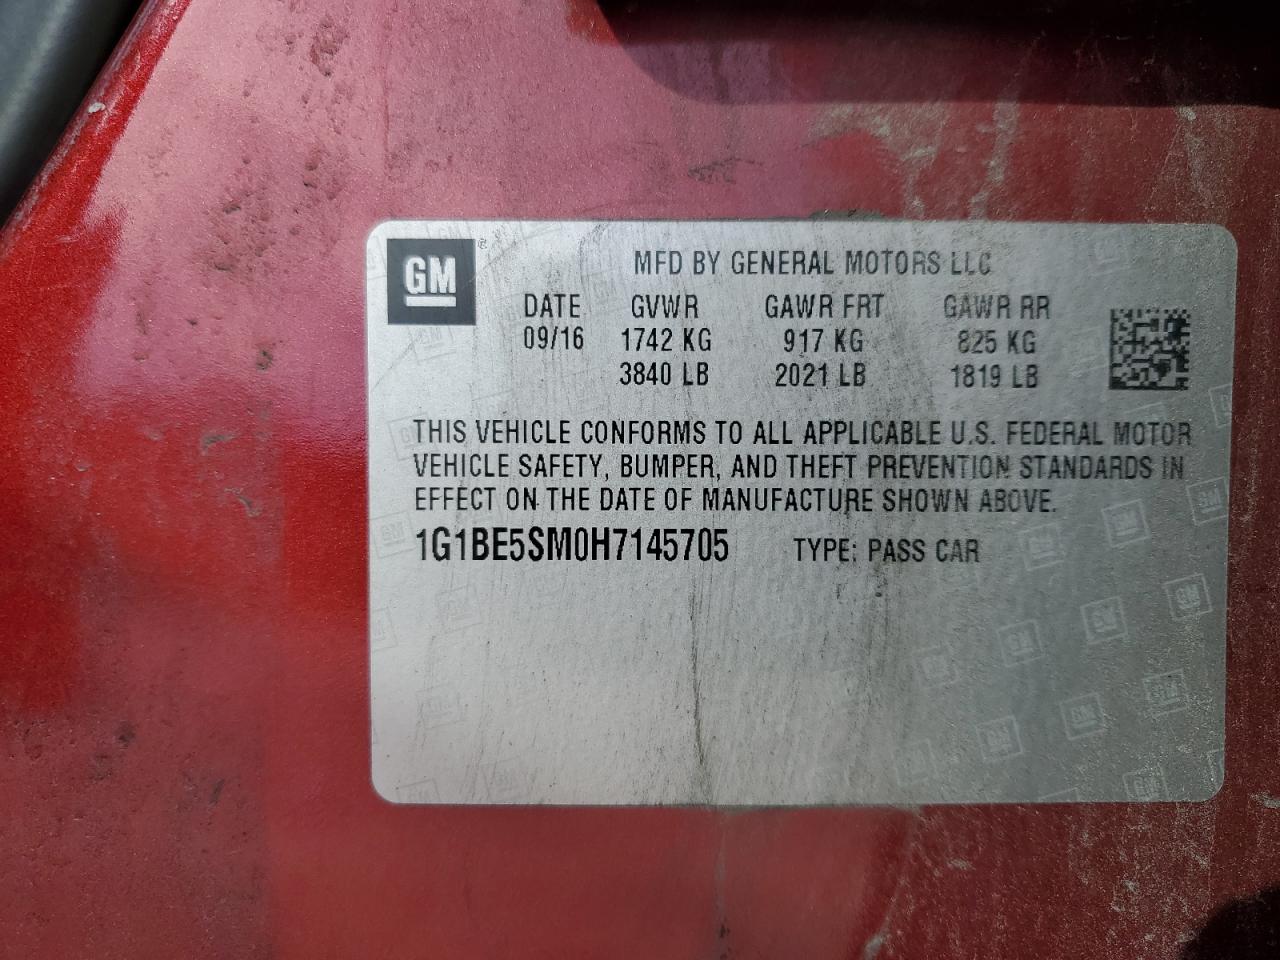 GM ®
MFD BY GENERAL MOTORS LLC
DATE GVWR GAWR FRT GAWR RR
09/16 1742 KG 917 KG 825 KG
3840 LB 2021 LB 1819 LB
THIS VEHICLE CONFORMS TO ALL APPLICABLE U.S. FEDERAL MOTOR
VEHICLE SAFETY, BUMPER, AND THEFT PREVENTION STANDARDS IN
EFFECT ON THE DATE OF MANUFACTURE SHOWN ABOVE.
1G1BE5SM0H7145705 TYPE: PASS CAR